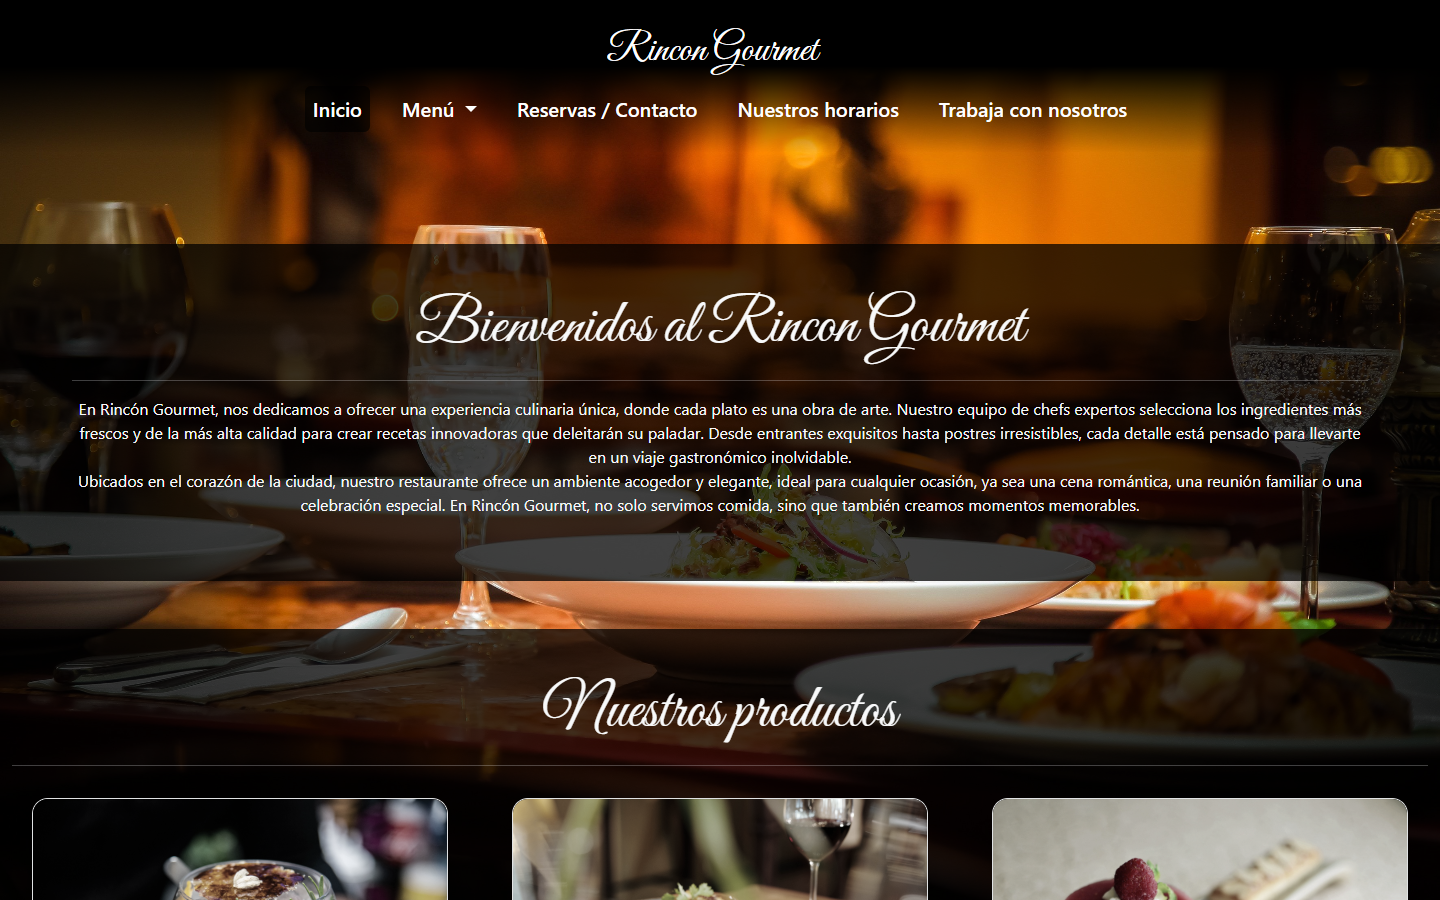 Rincon Gourmet
Inicio
Menú
Reservas / Contacto
Nuestros horarios
Trabaja con nosotros
Bienvenidos al Rincon Gourmet
En Rincón Gourmet, nos dedicamos a ofrecer una experiencia culinaria única, donde cada plato es una obra de arte. Nuestro equipo de chefs expertos selecciona los ingredientes más
frescos y de la más alta calidad para crear recetas innovadoras que deleitarán su paladar. Desde entrantes exquisitos hasta postres irresistibles, cada detalle está pensado para llevarte
en un viaje gastronómico inolvidable.
Ubicados en el corazón de la ciudad, nuestro restaurante ofrece un ambiente acogedor y elegante, ideal para cualquier ocasión, ya sea una cena romántica, una reunión familiar o una
celebración especial. En Rincón Gourmet, no solo servimos comida, sino que también creamos momentos memorables.
Nuestros productos